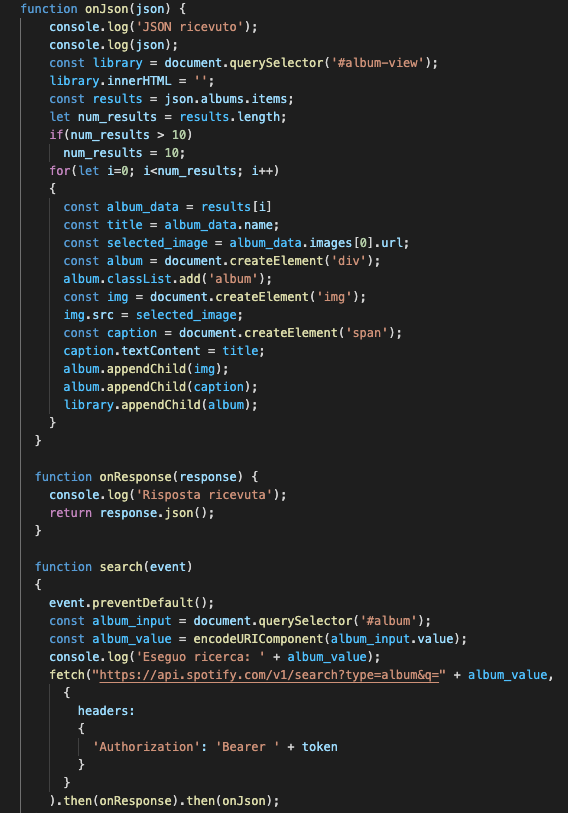 function onJson(json) {
console.log('JSON ricevuto');
console.log(json);
const library = document.querySelector('#album-view');
library.innerHTML = '';
const results = json.albums.items;
let num_results = results.length;
if(num_results > 10)
num_results = 10;
for(let i=0; i<num_results; i++)
{
const album_data = results[i]
const title = album_data.name;
const selected_image = album_data.images[0].url;
const album = document.createElement('div');
album.classList.add('album');
const img = document.createElement('img');
img.src = selected_image;
const caption = document.createElement('span');
caption.textContent = title;
album.appendChild(img);
album.appendChild(caption);
library.appendChild(album);
}
}
function onResponse(response) {
console.log('Risposta ricevuta');
return response.json();
}
function search(event)
{
event.preventDefault();
const album_input = document.querySelector('#album');
const album_value = encodeURIComponent(album_input.value);
console.log('Eseguo ricerca: ' + album_value);
fetch("https://api.spotify.com/v1/search?type=album&q=" + album_value,
{
headers:
{
'Authorization': 'Bearer ' + token
}
}
).then(onResponse).then(onJson);